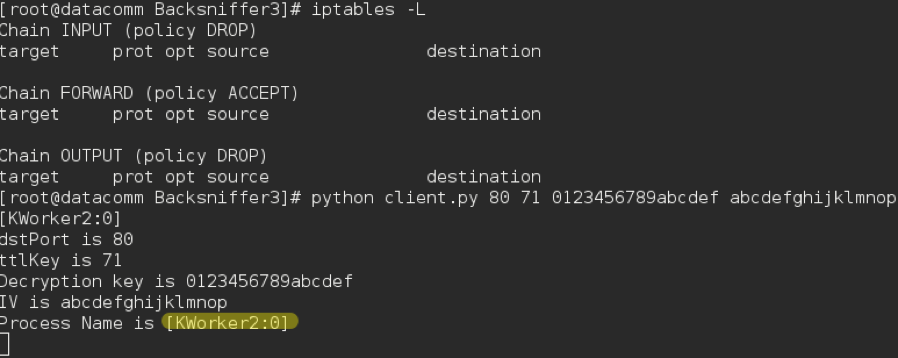 [root@datacomm Backsniffer3]# iptables -L
Chain INPUT (policy DROP)
target     prot opt source               destination
Chain FORWARD (policy ACCEPT)
target     prot opt source               destination
Chain OUTPUT (policy DROP)
target     prot opt source               destination
[root@datacomm Backsniffer3]# python client.py 80 71 0123456789abcdef abcdefghijklmnop
[KWorker2:0]
dstPort is 80
ttlKey is 71
Decryption key is 0123456789abcdef
IV is abcdefghijklmnop
Process Name is [KWorker2:0]